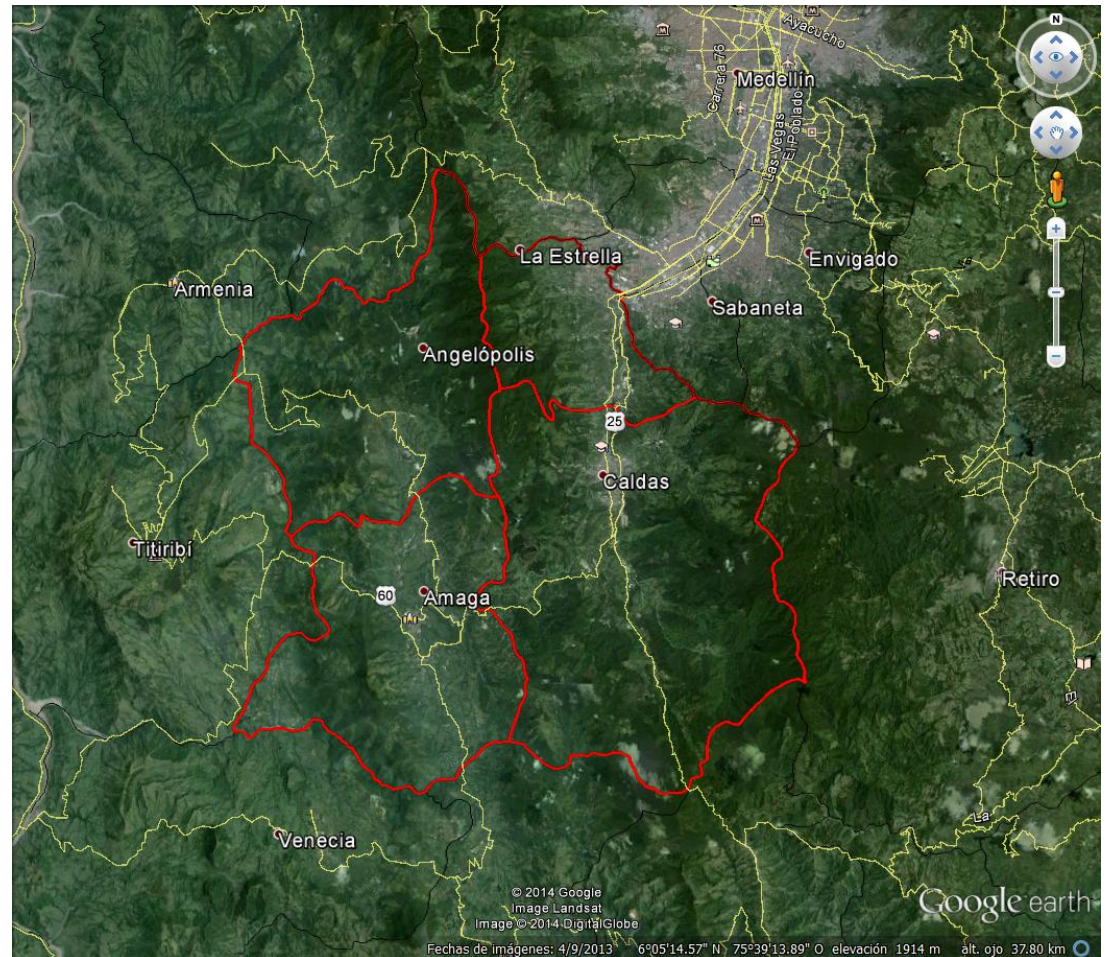 N
Ayacucho
Carrera 76
Medellín
Las Vegas
El Poblado
La Estrella
Envigado
Armenia
Sabaneta
Angelópolis
25
Caldas
Titiribí
Retiro
60
Amaga
La
Venecia
© 2014 Google
Image Landsat
Image © 2014 DigitalGlobe
Google earth
Fechas de imágenes: 4/9/2013 6°05'14.57" N 75°39'13.89" O elevación 1914 m alt. ojo 37.80 km